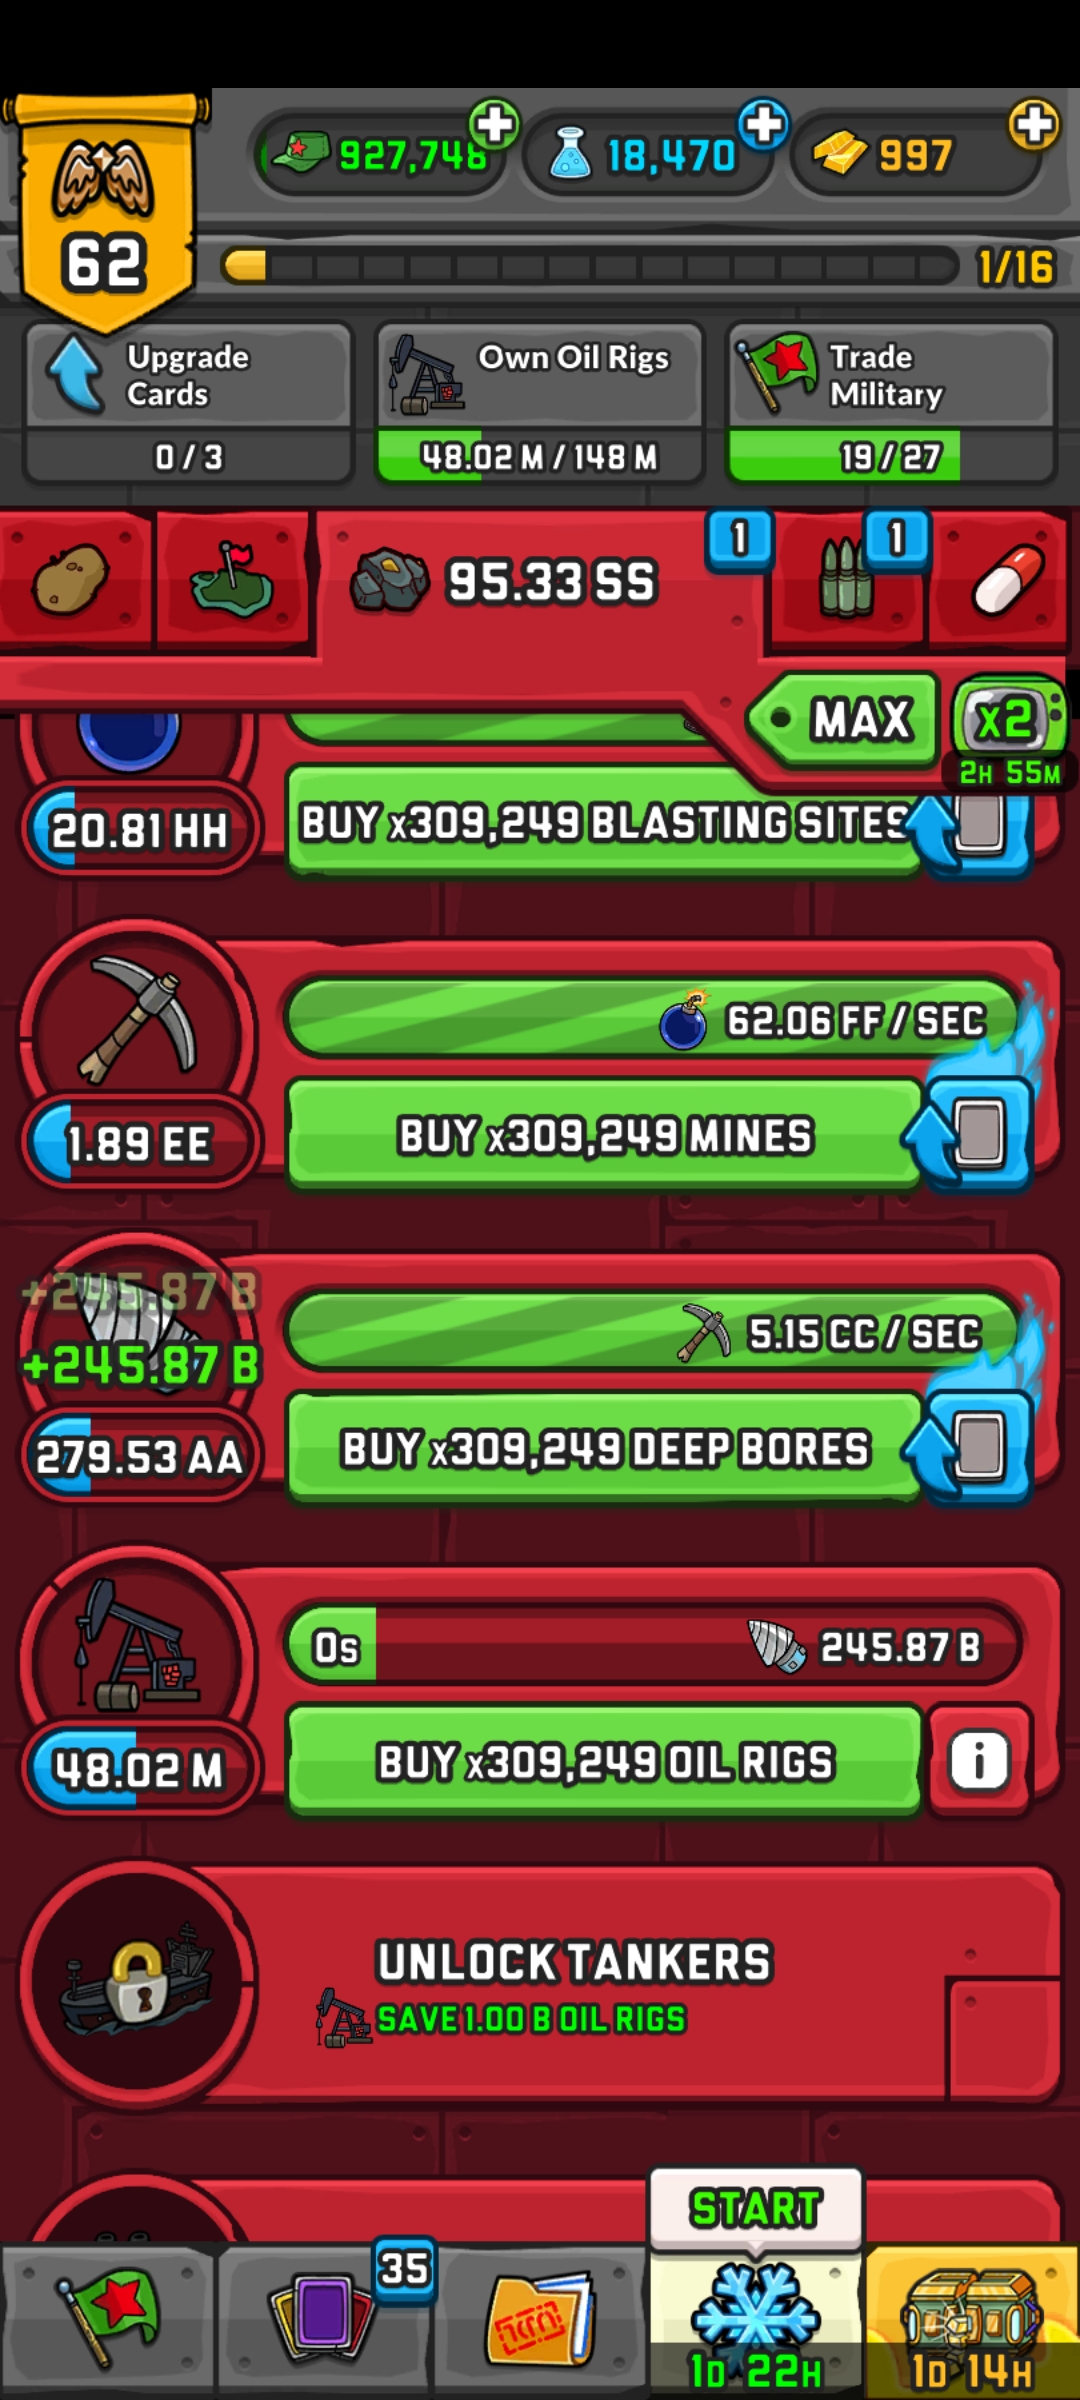 927,748
18,470
997
62
1/16
Upgrade
Cards
0 / 3
Own Oil Rigs
48.02 M / 148 M
Trade
Military
19 / 27
95.33 SS
1
1
MAX
x2
2H 55M
20.81 HH
BUY x309,249 BLASTING SITES
62.06 FF / SEC
1.89 EE
BUY x309,249 MINES
+245.87 B
+245.87 B
5.15 CC / SEC
279.53 AA
BUY x309,249 DEEP BORES
0s
245.87 B
48.02 M
BUY x309,249 OIL RIGS
i
UNLOCK TANKERS
SAVE 1.00 B OIL RIGS
START
35
1D 22H
1D 14H